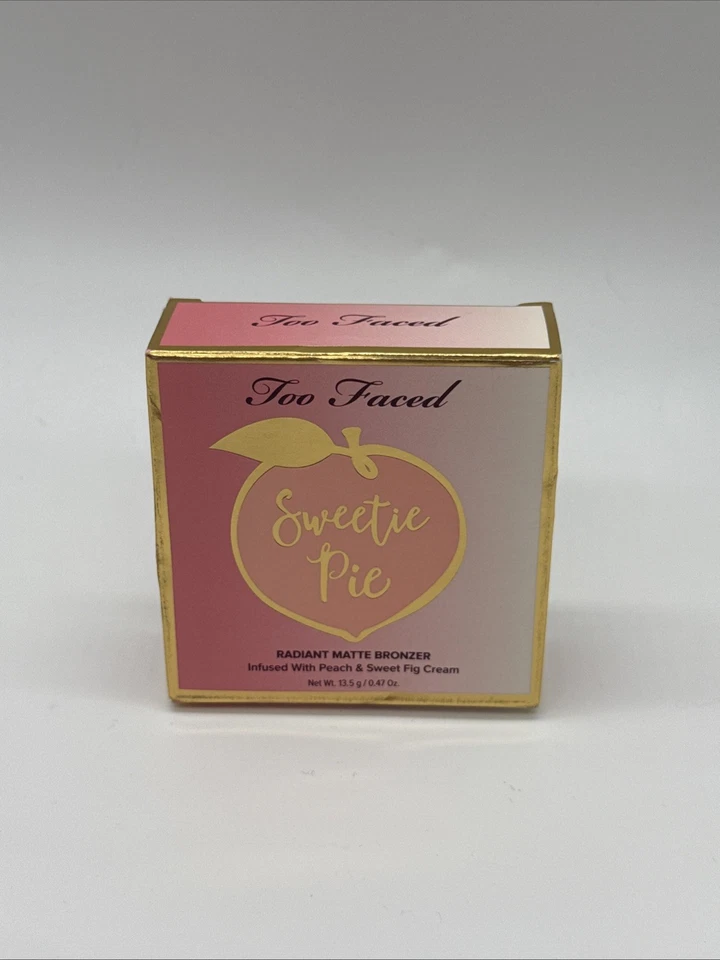 Too Faced
Too Faced
Sweetie
Pie
RADIANT MATTE BRONZER
Infused With Peach & Sweet Fig Cream
Net Wt. 13.5 g / 0.47 Oz.